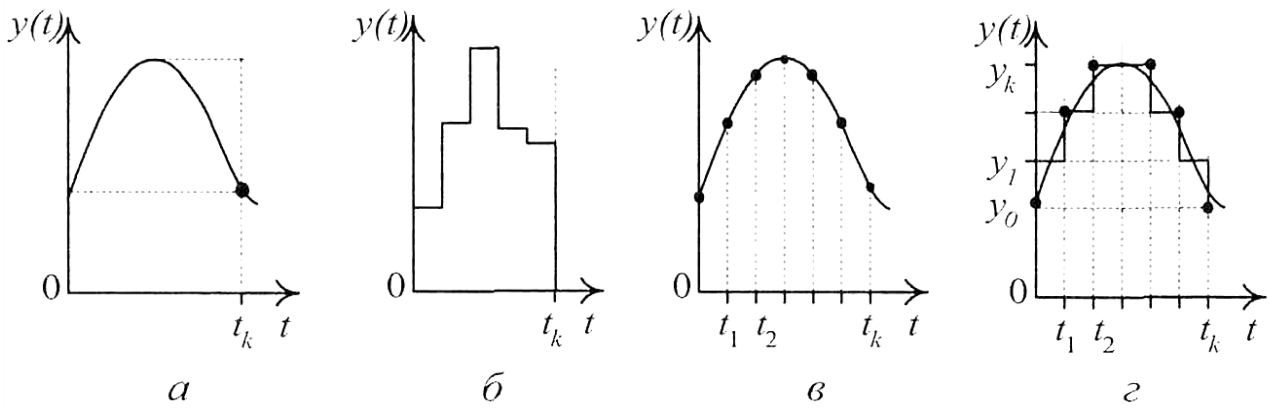 y(t) y(t) y(t) y(t)
y_k
y_1
y_0
0 0 0 0
t_k t t_k t t_1 t_2 t_k t t_1 t_2 t_k t
а б в г